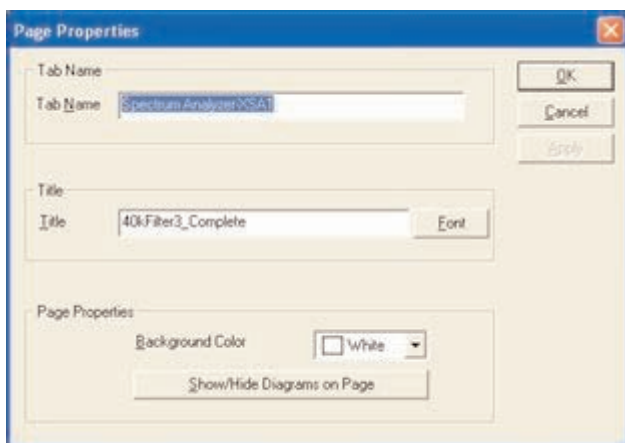 Page Properties
Tab Name
OK
Tab Name Spectrum Analyzer-XSA1
Cancel
Apply
Title
Title 40kFilter3_Complete Font
Page Properties
Background Color White
Show/Hide Diagrams on Page